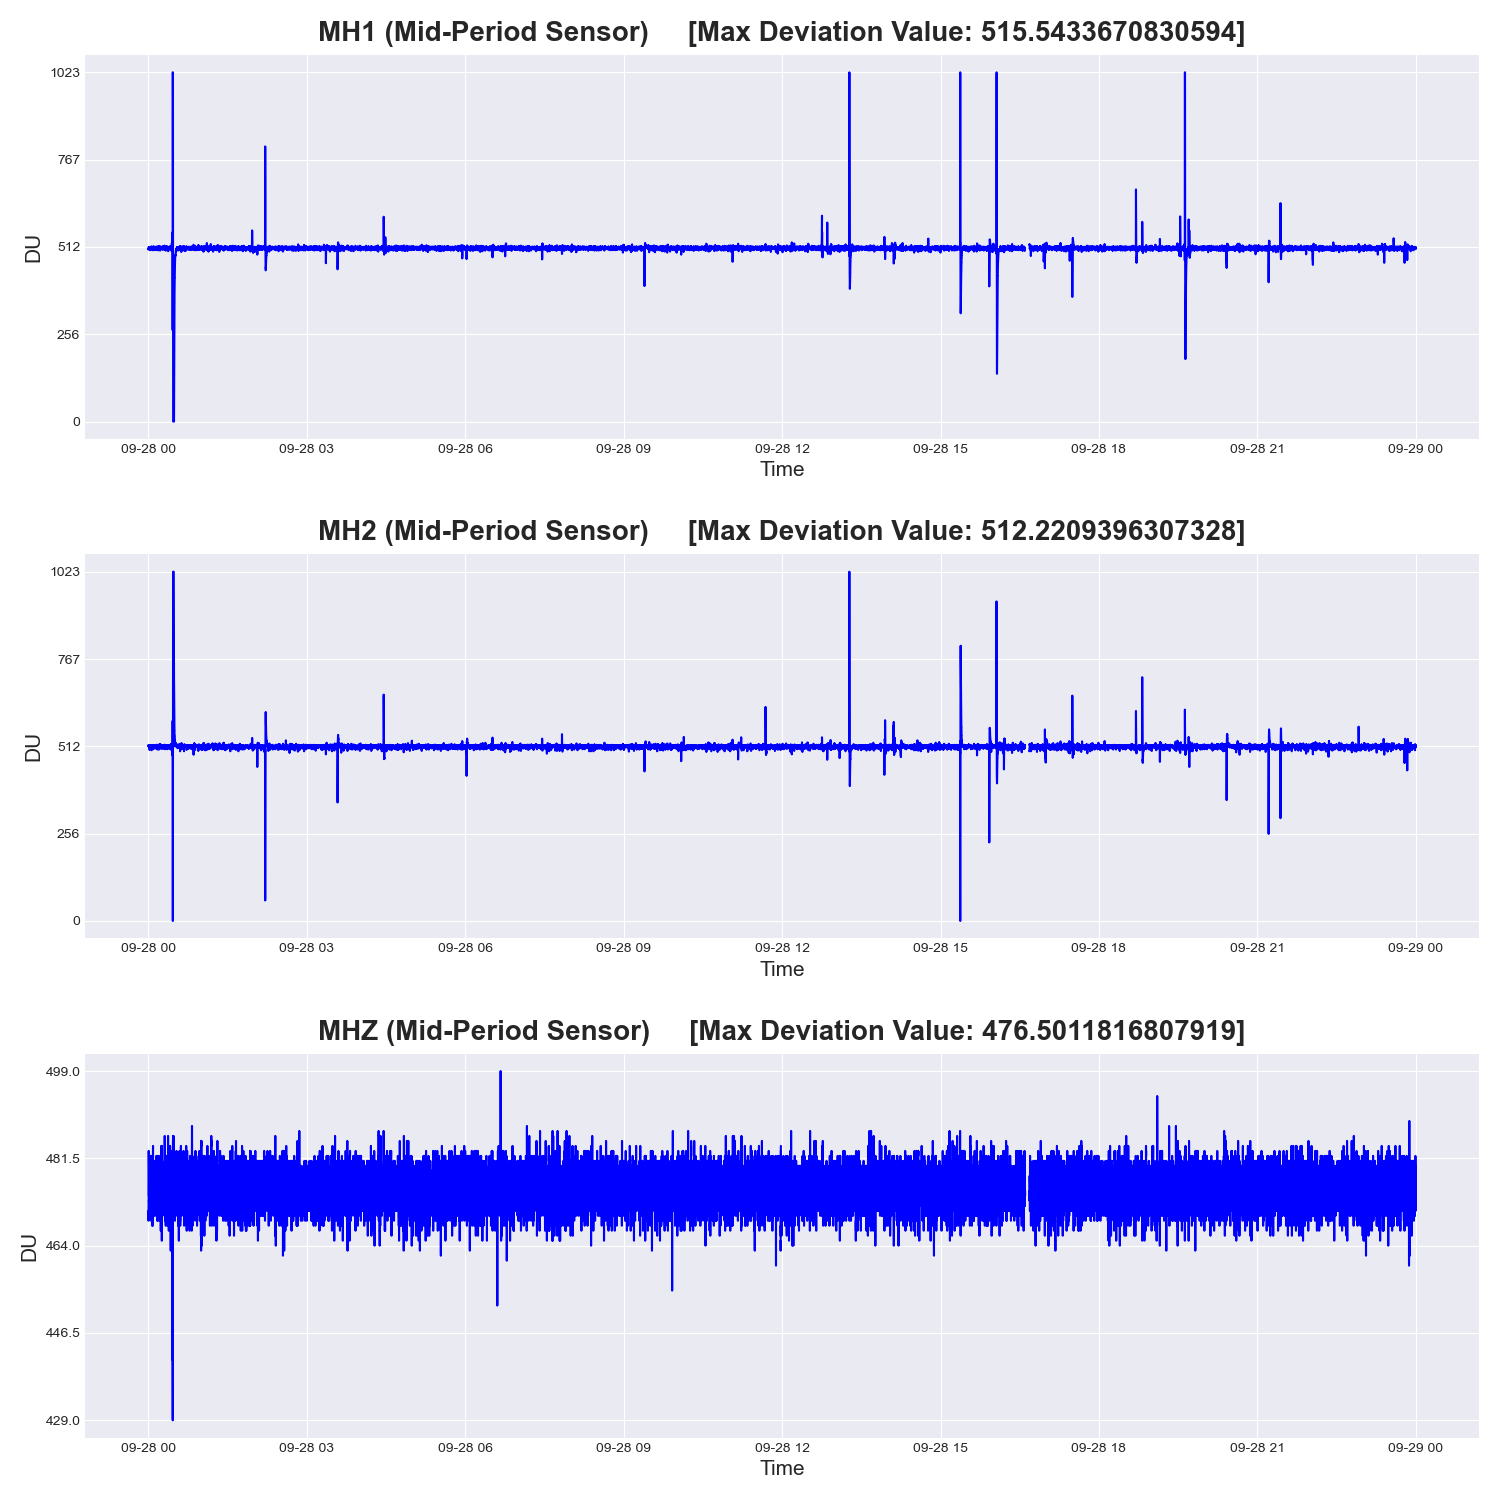 MH1 (Mid-Period Sensor) [Max Deviation Value: 515.5433670830594]
1023
767
512
256
0
DU
09-28 00 09-28 03 09-28 06 09-28 09 09-28 12 09-28 15 09-28 18 09-28 21 09-29 00
Time
MH2 (Mid-Period Sensor) [Max Deviation Value: 512.2209396307328]
1023
767
512
256
0
DU
09-28 00 09-28 03 09-28 06 09-28 09 09-28 12 09-28 15 09-28 18 09-28 21 09-29 00
Time
MHZ (Mid-Period Sensor) [Max Deviation Value: 476.5011816807919]
499.0
481.5
464.0
446.5
429.0
DU
09-28 00 09-28 03 09-28 06 09-28 09 09-28 12 09-28 15 09-28 18 09-28 21 09-29 00
Time